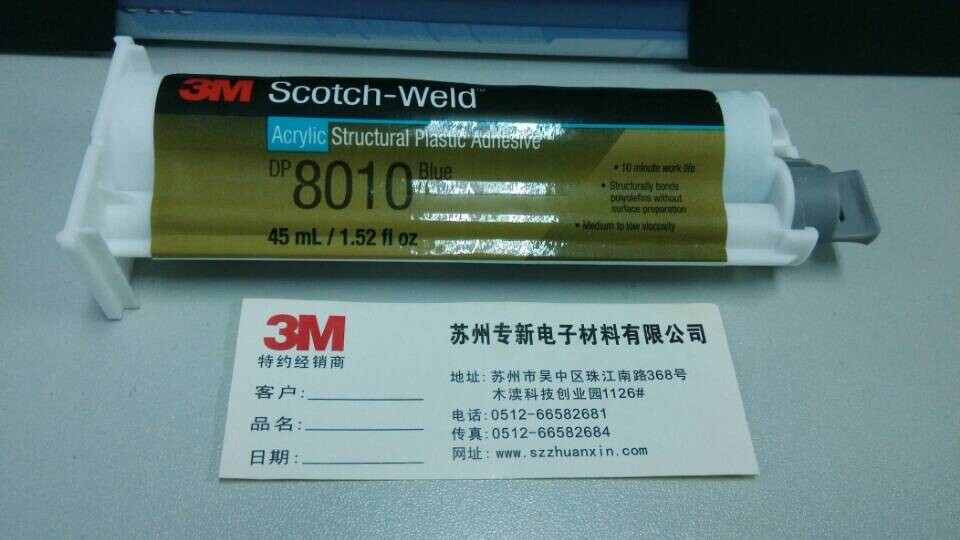 3M Scotch-Weld™
Acrylic Structural Plastic Adhesive
DP 8010 Blue
45 mL / 1.52 fl oz
• 10 minute work life
• Structurally bonds
polyolefins without
surface preparation
• Medium to low viscosity
3M
特约经销商
客户:
品名:
日期:
苏州专新电子材料有限公司
地址: 苏州市吴中区珠江南路368号
木渎科技创业园1126#
电话: 0512-66582681
传真: 0512-66582684
网址: www.szzhuanxin.com